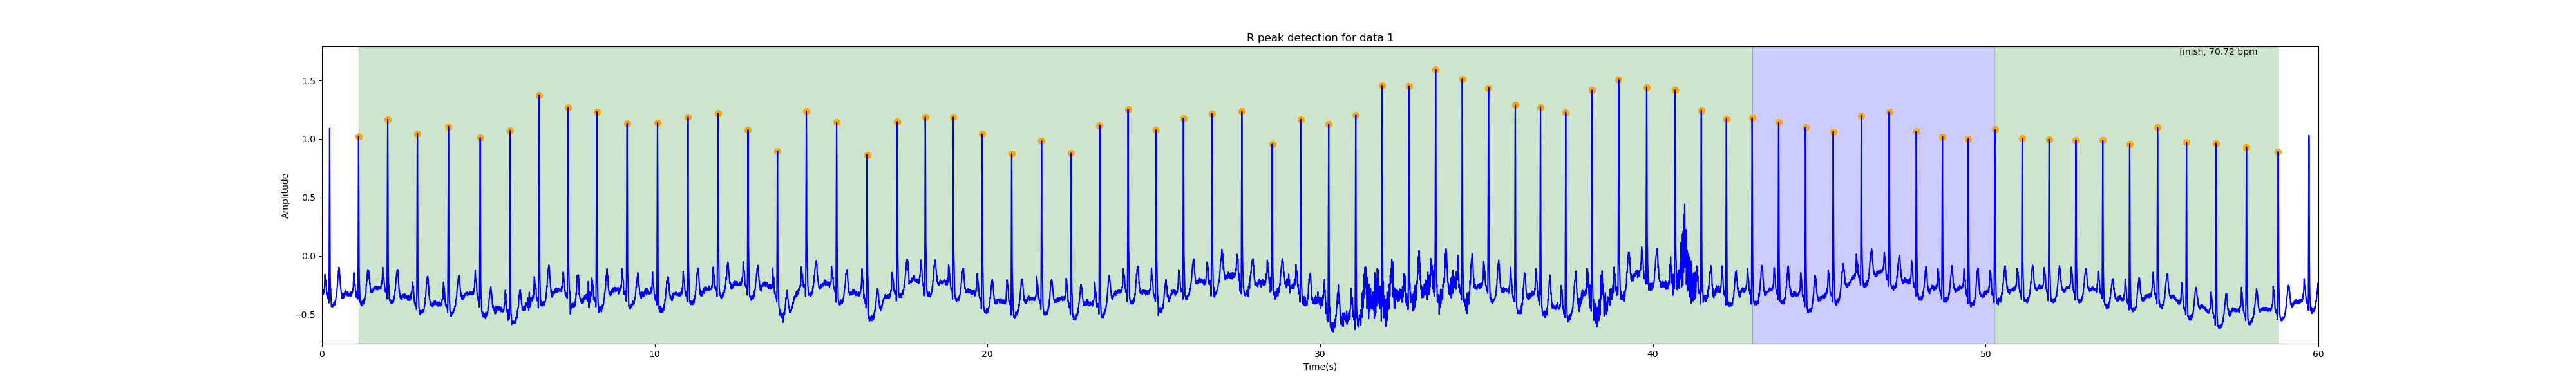 R peak detection for data 1
finish, 70.72 bpm
1.5
1.0
0.5
0.0
−0.5
Amplitude
0 10 20 30 40 50 60
Time(s)